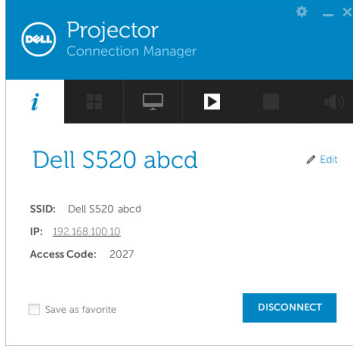 DELL
Projector
Connection Manager
i
Dell S520 abcd
Edit
SSID: Dell S520 abcd
IP: 192.168.100.10
Access Code: 2027
Save as favorite
DISCONNECT